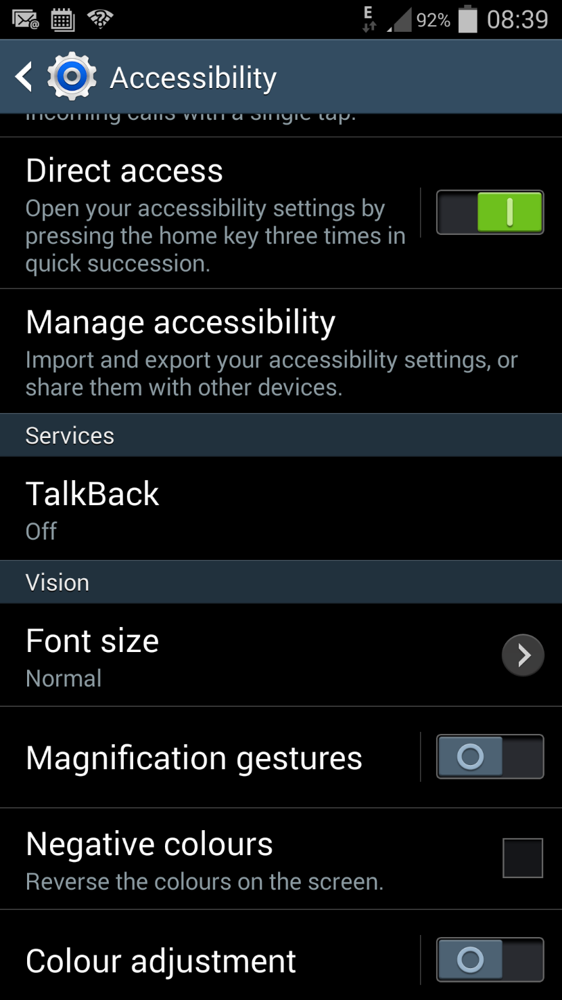 E
92%
08:39
Accessibility
incoming calls with a single tap.
Direct access
Open your accessibility settings by
pressing the home key three times in
quick succession.
Manage accessibility
Import and export your accessibility settings, or
share them with other devices.
Services
TalkBack
Off
Vision
Font size
Normal
Magnification gestures
Negative colours
Reverse the colours on the screen.
Colour adjustment